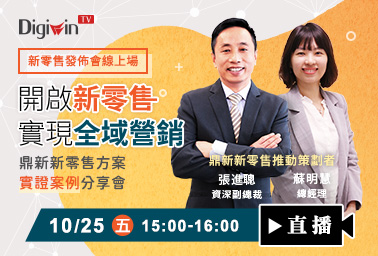 Digiwin TV
新零售發佈會線上場
開啟新零售
實現全域營銷
鼎新新零售方案
實證案例分享會
鼎新新零售推動策劃者
張進聰 蘇明慧
資深副總裁 總經理
10/25 五 15:00-16:00
直播